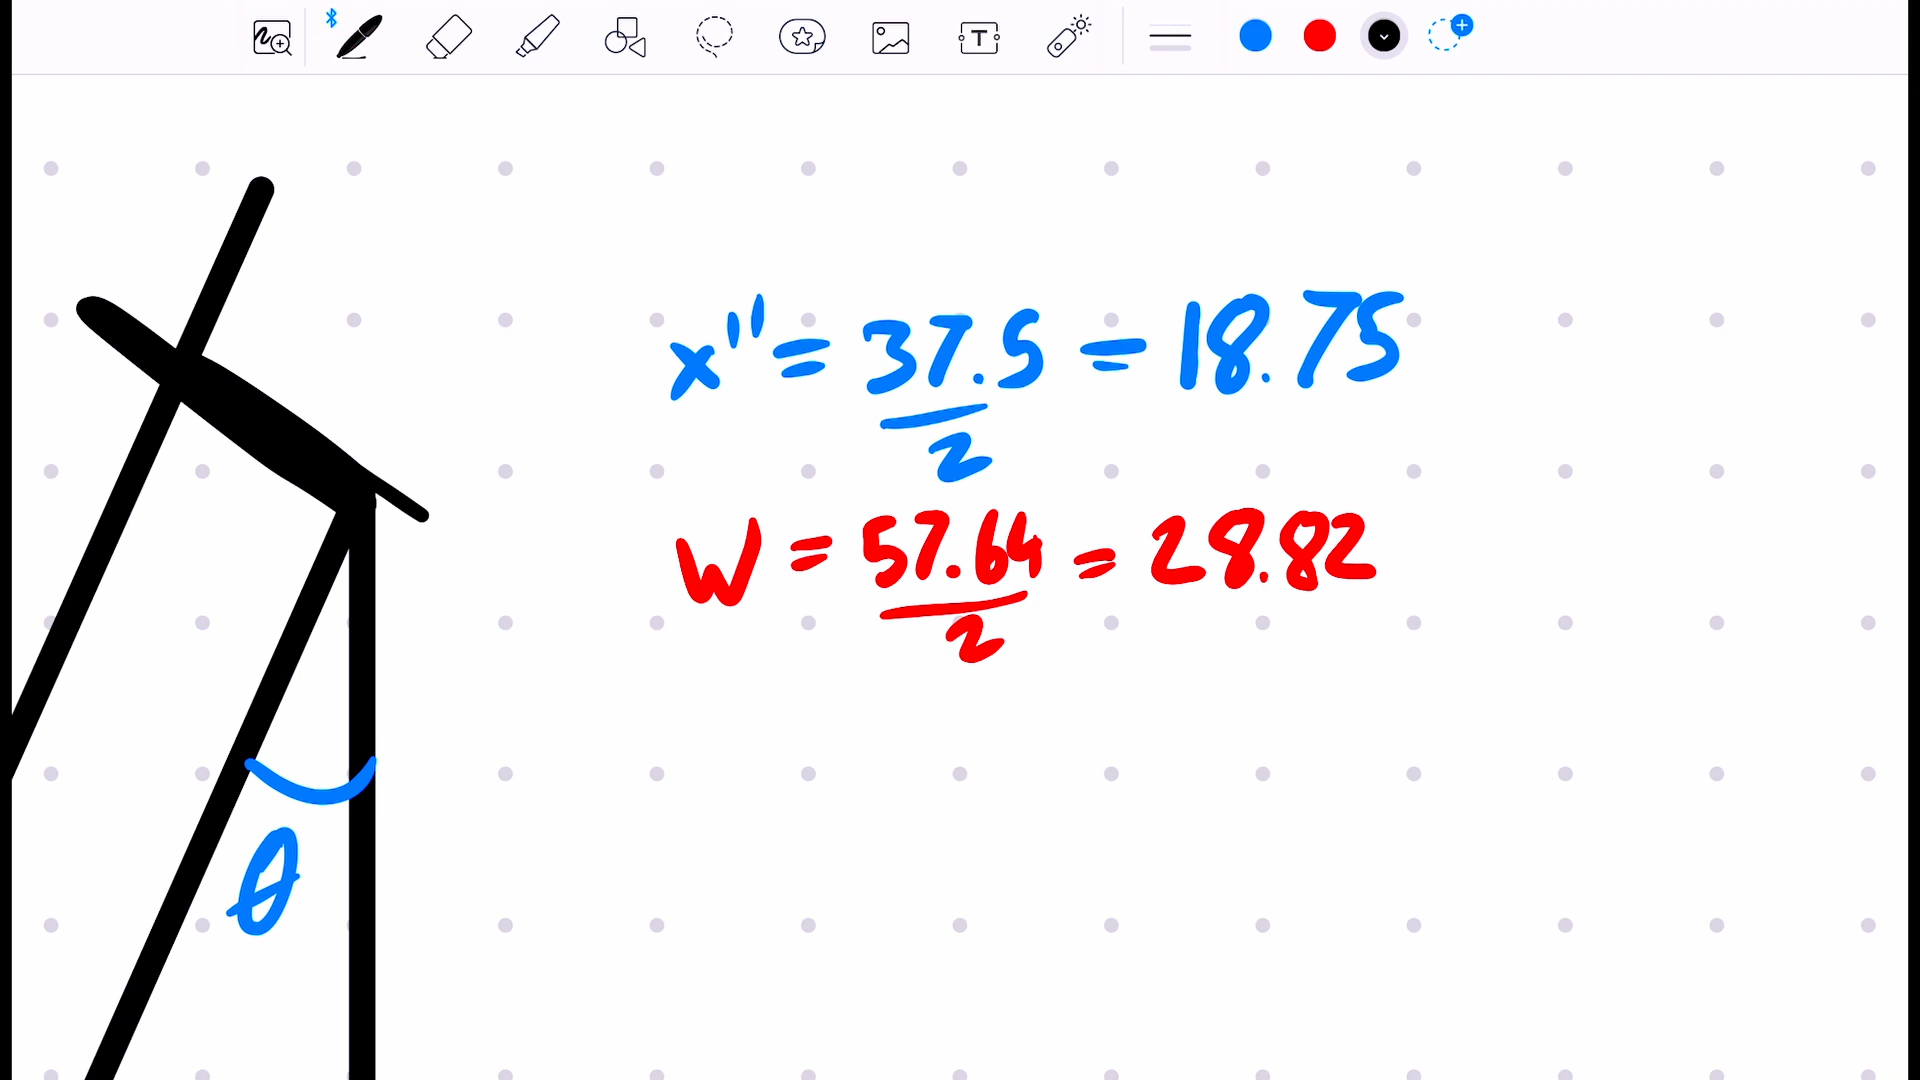 x'' = 37.5/2 = 18.75
W = 57.64/2 = 28.82
θ